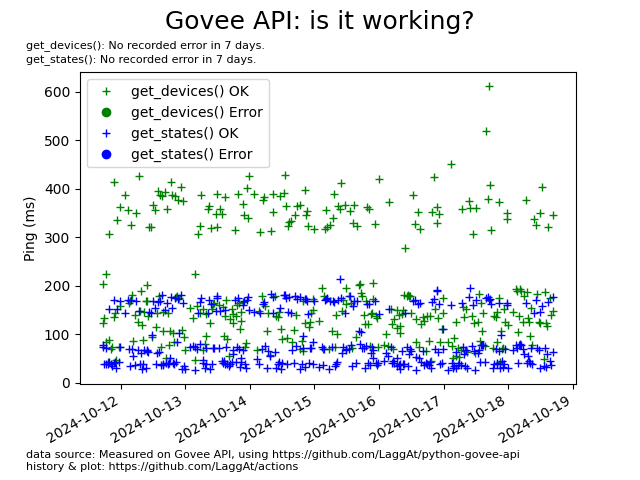 Govee API: is it working?
get_devices(): No recorded error in 7 days.
get_states(): No recorded error in 7 days.
get_devices() OK
get_devices() Error
get_states() OK
get_states() Error
Ping (ms)
600
500
400
300
200
100
0
2024-10-12
2024-10-13
2024-10-14
2024-10-15
2024-10-16
2024-10-17
2024-10-18
2024-10-19
data source: Measured on Govee API, using https://github.com/LaggAt/python-govee-api
history & plot: https://github.com/LaggAt/actions